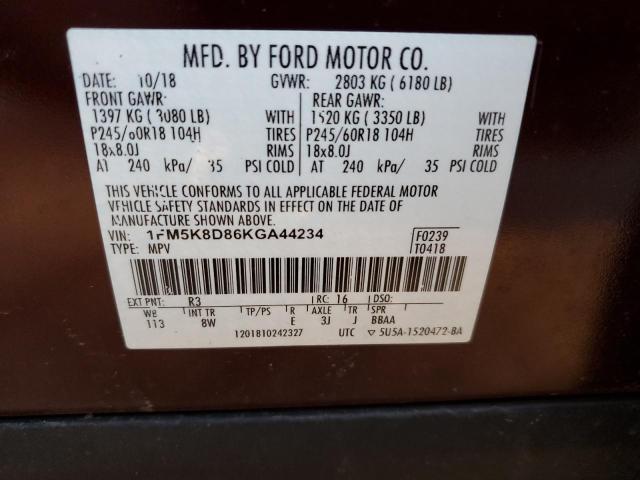 MFD. BY FORD MOTOR CO.
DATE: 10/18 GVWR: 2803 KG ( 6180 LB)
FRONT GAWR: REAR GAWR:
1397 KG ( 3080 LB) WITH 1520 KG ( 3350 LB) WITH
P245/60R18 104H TIRES P245/60R18 104H TIRES
18x8.0J RIMS 18x8.0J RIMS
AT 240 kPa/ 35 PSI COLD AT 240 kPa/ 35 PSI COLD
THIS VEHICLE CONFORMS TO ALL APPLICABLE FEDERAL MOTOR
VEHICLE SAFETY STANDARDS IN EFFECT ON THE DATE OF
MANUFACTURE SHOWN ABOVE.
VIN: 1FM5K8D86KGA44234 F0239
TYPE: MPV T0418
EXT PNT: R3 RC: 16 DSO:
WB INT TR TP/PS R AXLE TR SPR
113 8W E 3J J BBAA
1201810242327 UTC ▽ 5U5A-1520472-BA